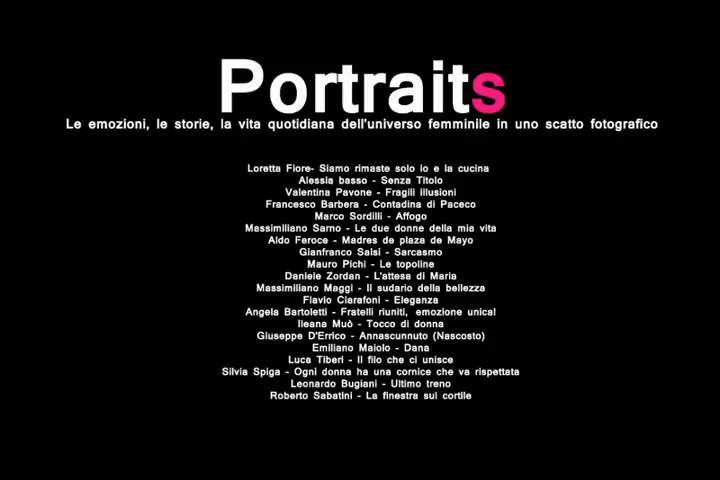 Portraits
Le emozioni, le storie, la vita quotidiana dell'universo femminile in uno scatto fotografico
Loretta Fiore- Siamo rimaste solo io e la cucina
Alessia basso - Senza Titolo
Valentina Pavone - Fragili illusioni
Francesco Barbera - Contadina di Paceco
Marco Sordilli - Affogo
Massimiliano Sarno - Le due donne della mia vita
Aldo Feroce - Madres de plaza de Mayo
Gianfranco Salsi - Sarcasmo
Mauro Pichi - Le topoline
Daniele Zordan - L'attesa di Maria
Massimiliano Maggi - Il sudario della bellezza
Flavio Ciarafoni - Eleganza
Angela Bartoletti - Fratelli riuniti, emozione unica!
Ileana Muò - Tocco di donna
Giuseppe D'Errico - Annascunnuto (Nascosto)
Emiliano Maiolo - Dana
Luca Tiberi - Il filo che ci unisce
Silvia Spiga - Ogni donna ha una cornice che va rispettata
Leonardo Bugiani - Ultimo treno
Roberto Sabatini - La finestra sul cortile